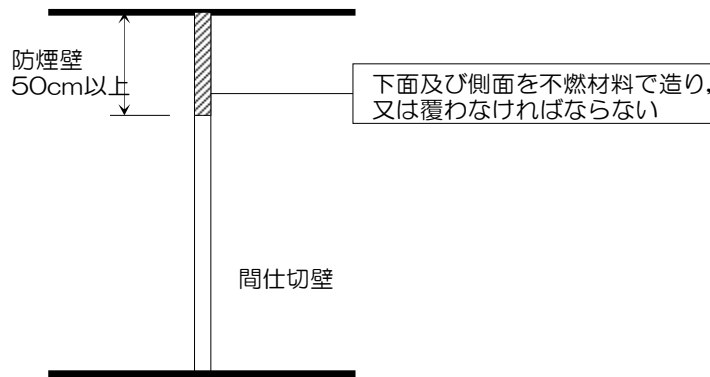 防煙壁
50cm以上
下面及び側面を不燃材料で造り,
又は覆わなければならない
間仕切壁